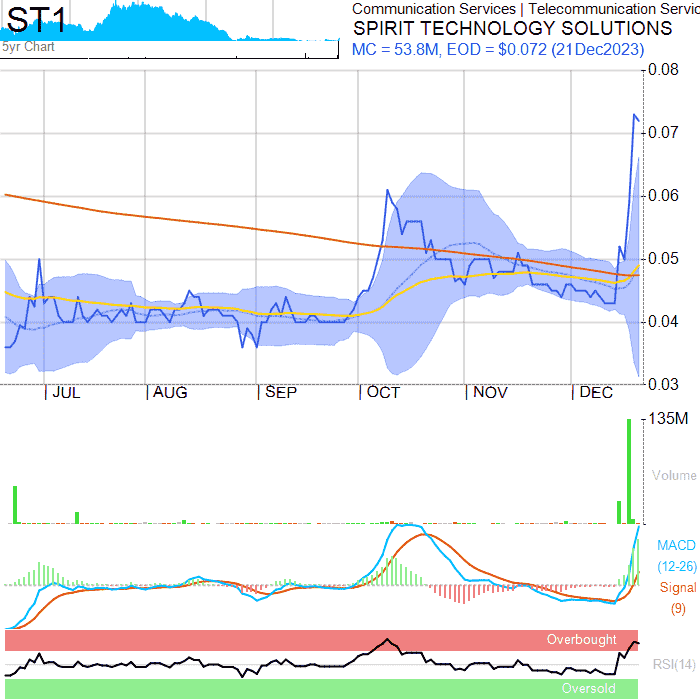 ST1
5yr Chart
Communication Services | Telecommunication Servic
SPIRIT TECHNOLOGY SOLUTIONS
MC = 53.8M, EOD = $0.072 (21Dec2023)
0.08
0.07
0.06
0.05
0.04
0.03
JUL
AUG
SEP
OCT
NOV
DEC
135M
Volume
MACD
(12-26)
Signal
(9)
Overbought
RSI(14)
Oversold